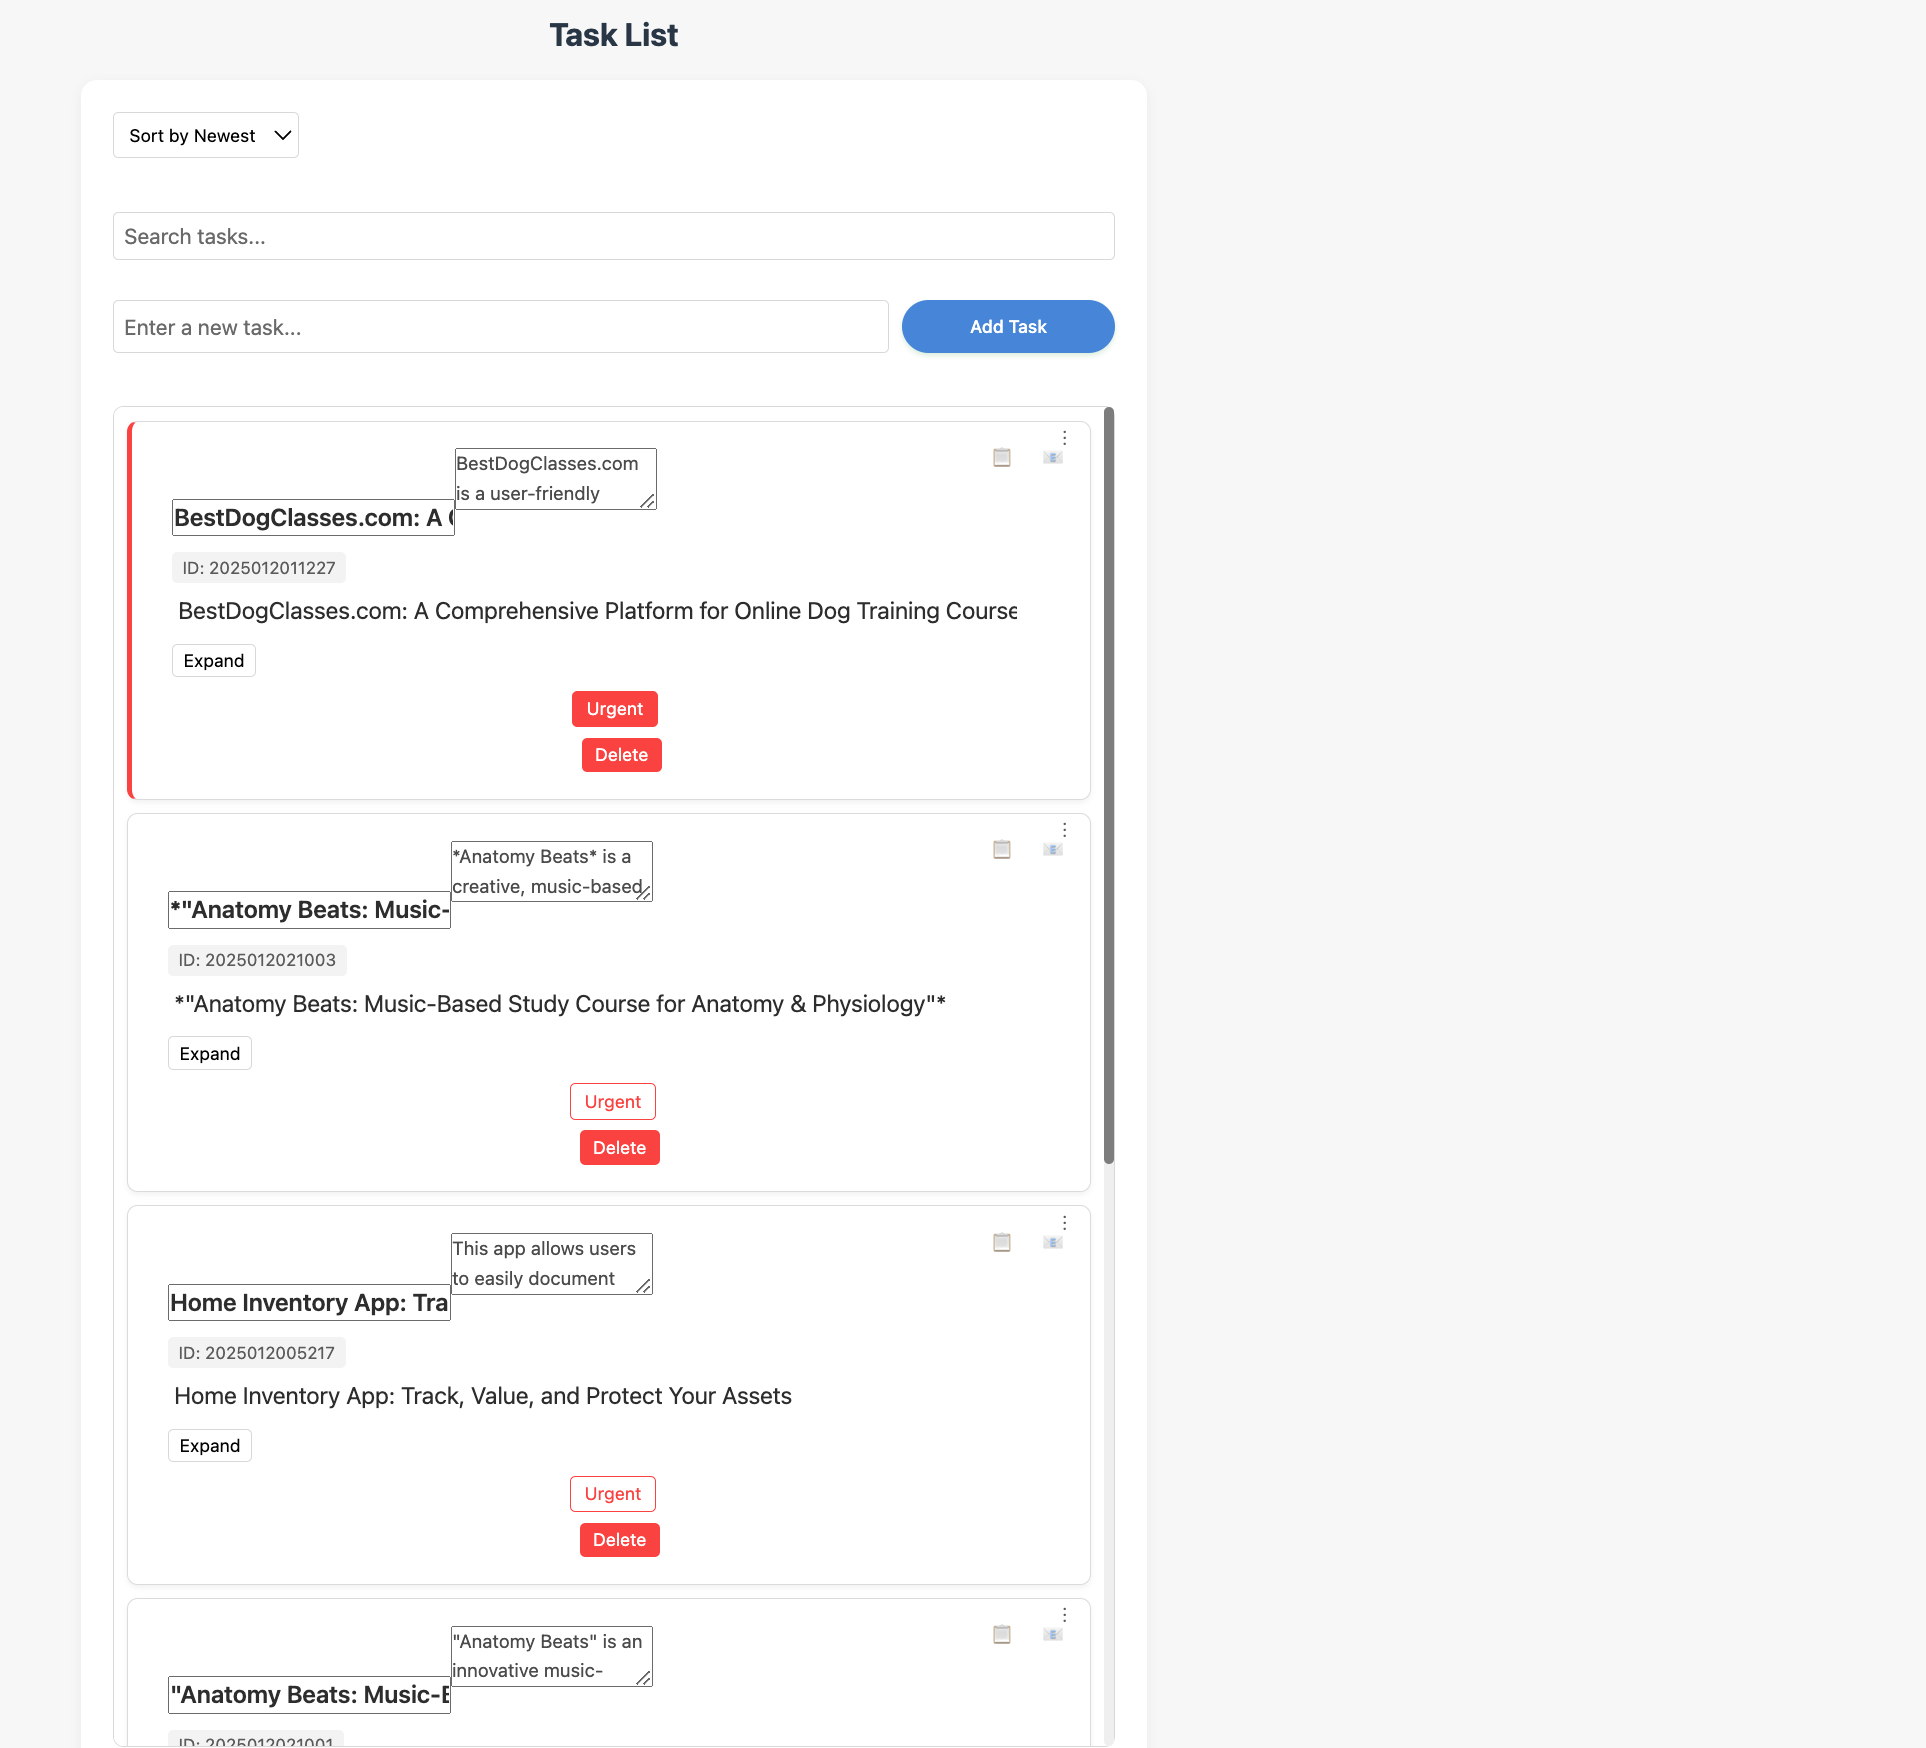 Task List
Sort by Newest
Search tasks...
Enter a new task...
Add Task
BestDogClasses.com
is a user-friendly
BestDogClasses.com: A
ID: 2025012011227
BestDogClasses.com: A Comprehensive Platform for Online Dog Training Course
Expand
Urgent
Delete
*Anatomy Beats* is a
creative, music-based
*"Anatomy Beats: Music-
ID: 2025012021003
*"Anatomy Beats: Music-Based Study Course for Anatomy & Physiology"*
Expand
Urgent
Delete
This app allows users
to easily document
Home Inventory App: Tra
ID: 2025012005217
Home Inventory App: Track, Value, and Protect Your Assets
Expand
Urgent
Delete
"Anatomy Beats" is an
innovative music-
"Anatomy Beats: Music-B
ID: 2025012021001